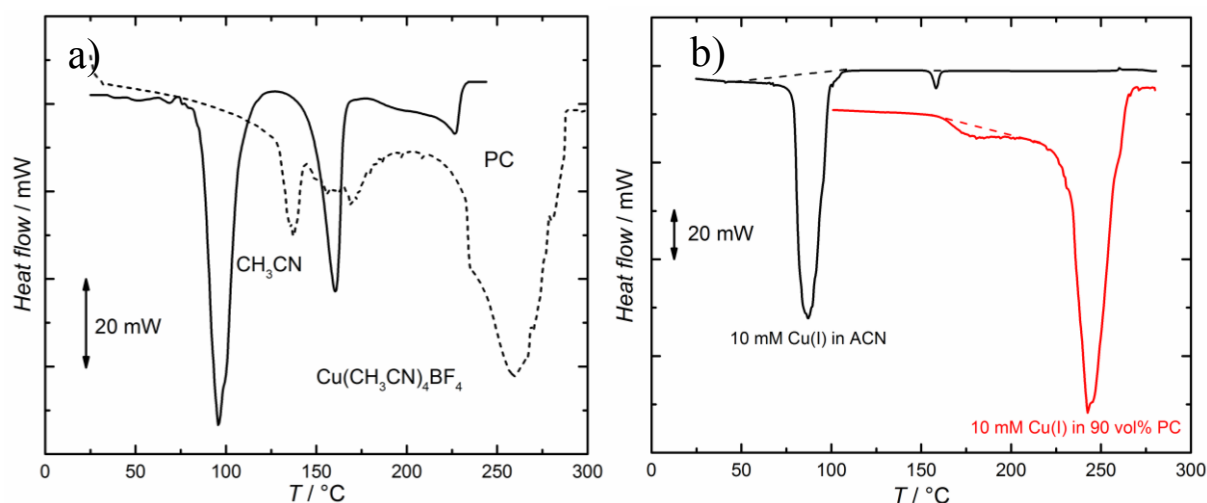 a)
Heat flow / mW
20 mW
CH₃CN
PC
Cu(CH₃CN)₄BF₄
0 50 100 150 200 250 300
T / °C
b)
Heat flow / mW
20 mW
10 mM Cu(I) in ACN
10 mM Cu(I) in 90 vol% PC
0 50 100 150 200 250 300
T / °C